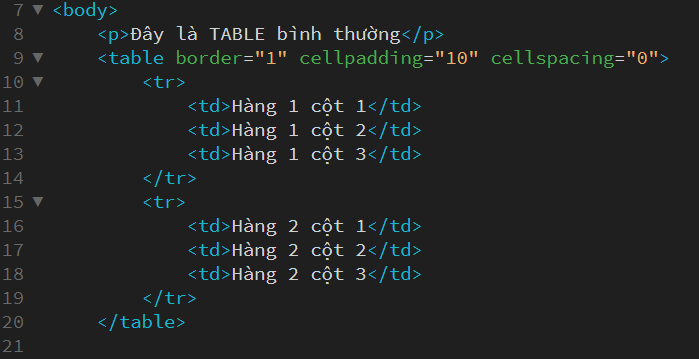 7 <body>
8 <p>Đây là TABLE bình thường</p>
9 <table border="1" cellpadding="10" cellspacing="0">
10 <tr>
11 <td>Hàng 1 cột 1</td>
12 <td>Hàng 1 cột 2</td>
13 <td>Hàng 1 cột 3</td>
14 </tr>
15 <tr>
16 <td>Hàng 2 cột 1</td>
17 <td>Hàng 2 cột 2</td>
18 <td>Hàng 2 cột 3</td>
19 </tr>
20 </table>
21